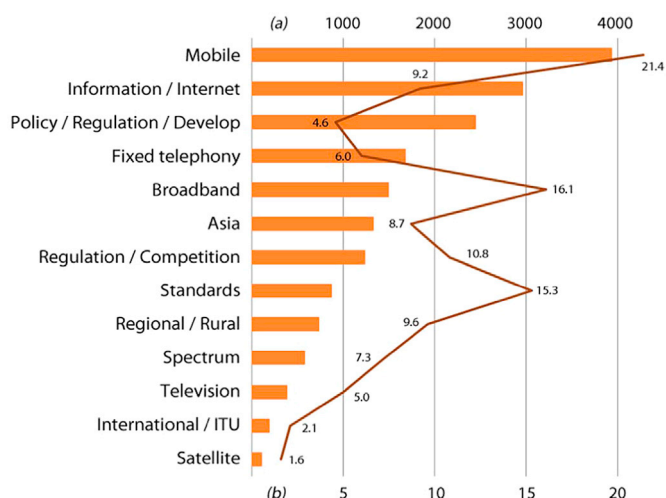 (a) 1000 2000 3000 4000
Mobile 21.4
Information / Internet 9.2
Policy / Regulation / Develop 4.6
Fixed telephony 6.0
Broadband 16.1
Asia 8.7
Regulation / Competition 10.8
Standards 15.3
Regional / Rural 9.6
Spectrum 7.3
Television 5.0
International / ITU 2.1
Satellite 1.6
(b) 5 10 15 20